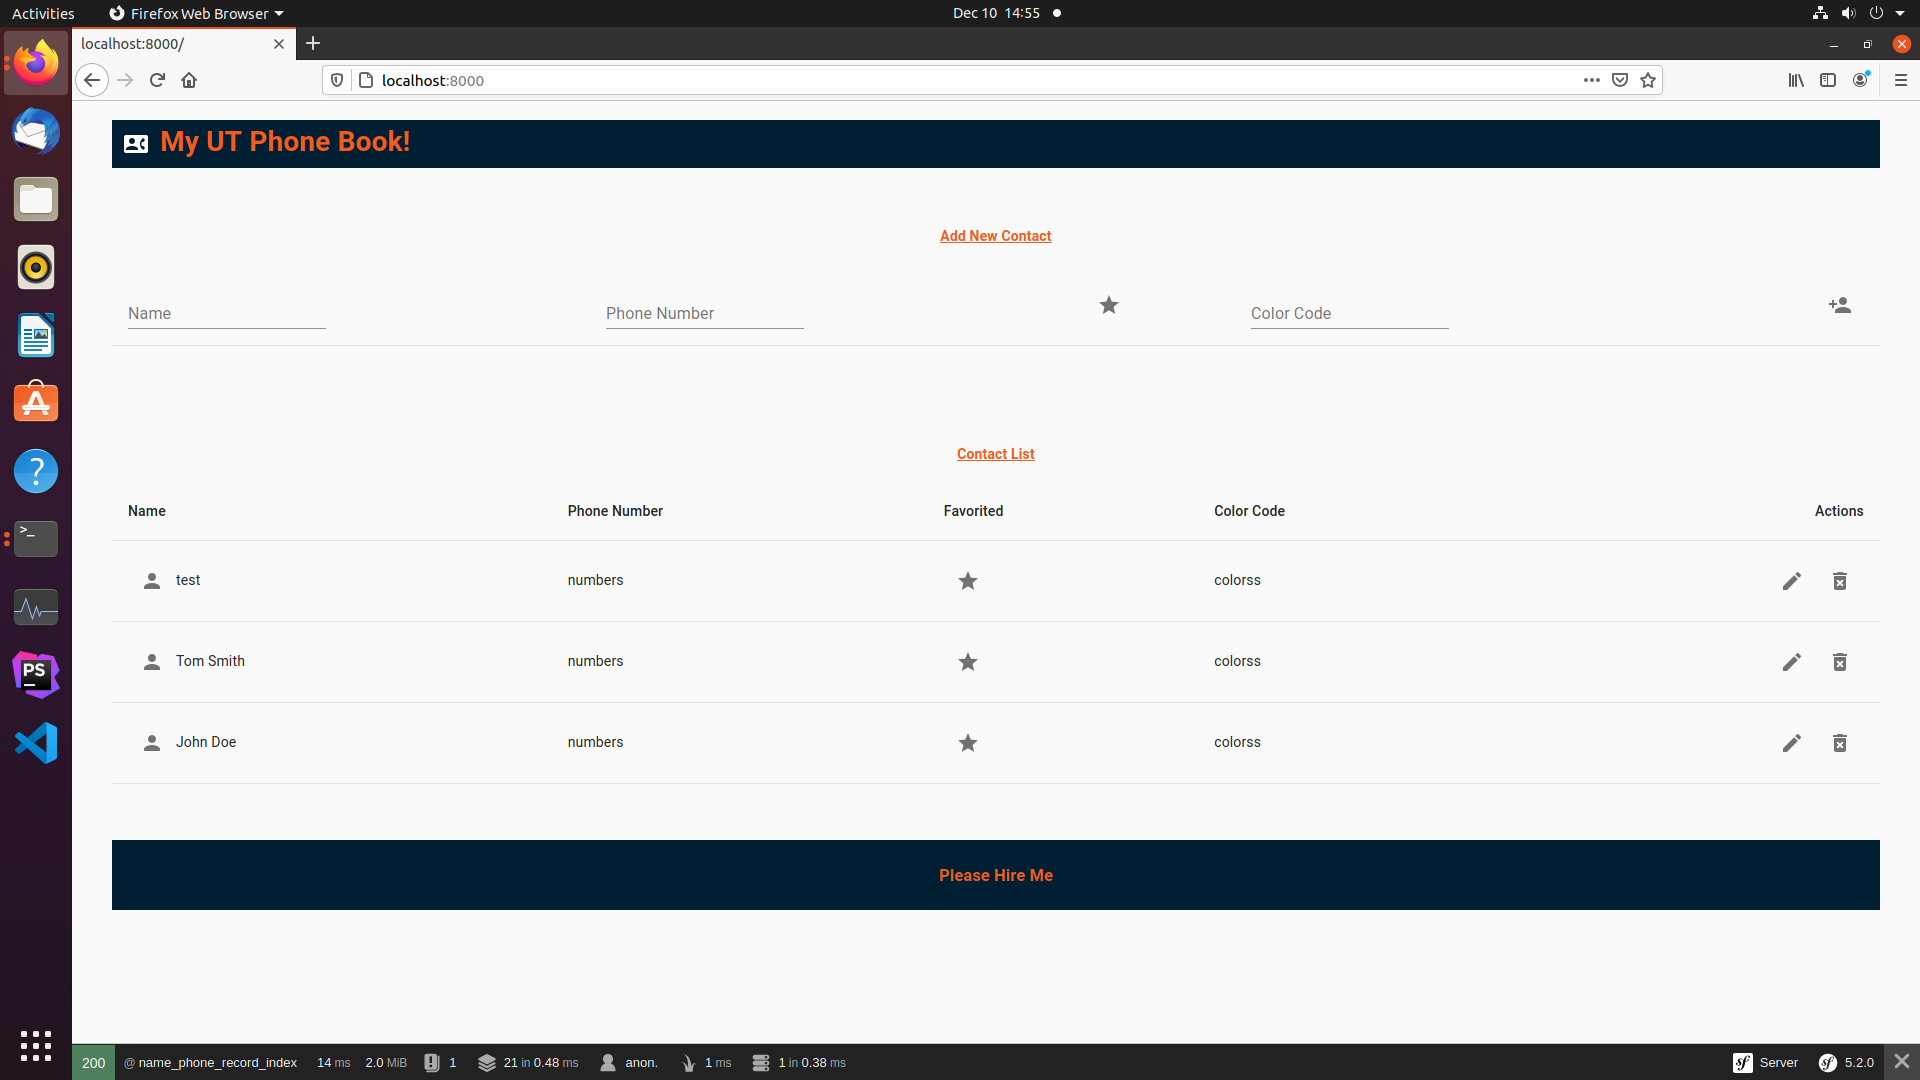 Activities Firefox Web Browser Dec 10 14:55
localhost:8000/
localhost:8000
My UT Phone Book!
Add New Contact
Name Phone Number Color Code
Contact List
Name Phone Number Favorited Color Code Actions
test numbers colorss
Tom Smith numbers colorss
John Doe numbers colorss
Please Hire Me
200 @ name_phone_record_index 14 ms 2.0 MiB 1 21 in 0.48 ms anon. 1 ms 1 in 0.38 ms Server 5.2.0